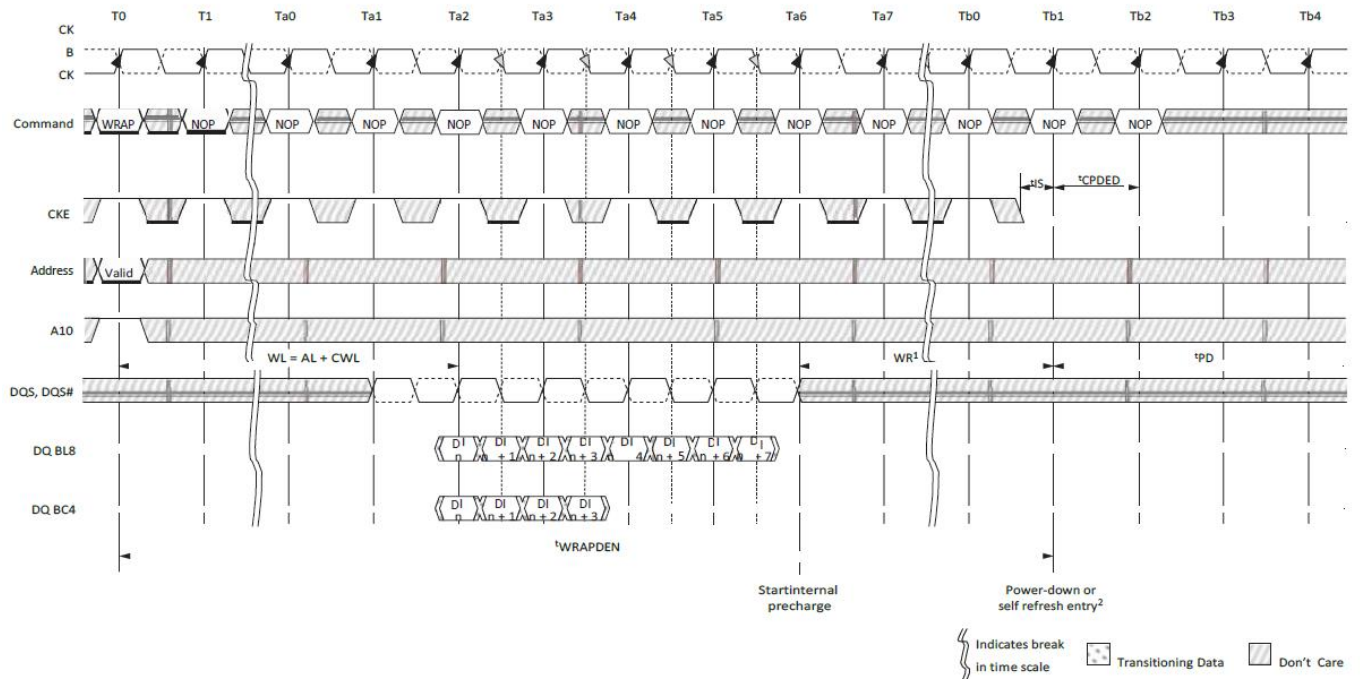 T0 T1 Ta0 Ta1 Ta2 Ta3 Ta4 Ta5 Ta6 Ta7 Tb0 Tb1 Tb2 Tb3 Tb4
CK
B
CK
Command WRAP NOP NOP NOP NOP NOP NOP NOP NOP NOP NOP NOP NOP
tIS tCPDED
CKE
Address Valid
A10
WL = AL + CWL WR1 tPD
DQS, DQS#
DQ BL8 DI n DI n + 1 DI n + 2 DI n + 3 DI n 4 DI n + 5 DI n + 6 DI n + 7
DQ BC4 DI n DI n + 1 DI n + 2 DI n + 3
tWRAPDEN
Startinternal Power-down or
precharge self refresh entry2
Indicates break
in time scale Transitioning Data Don't Care